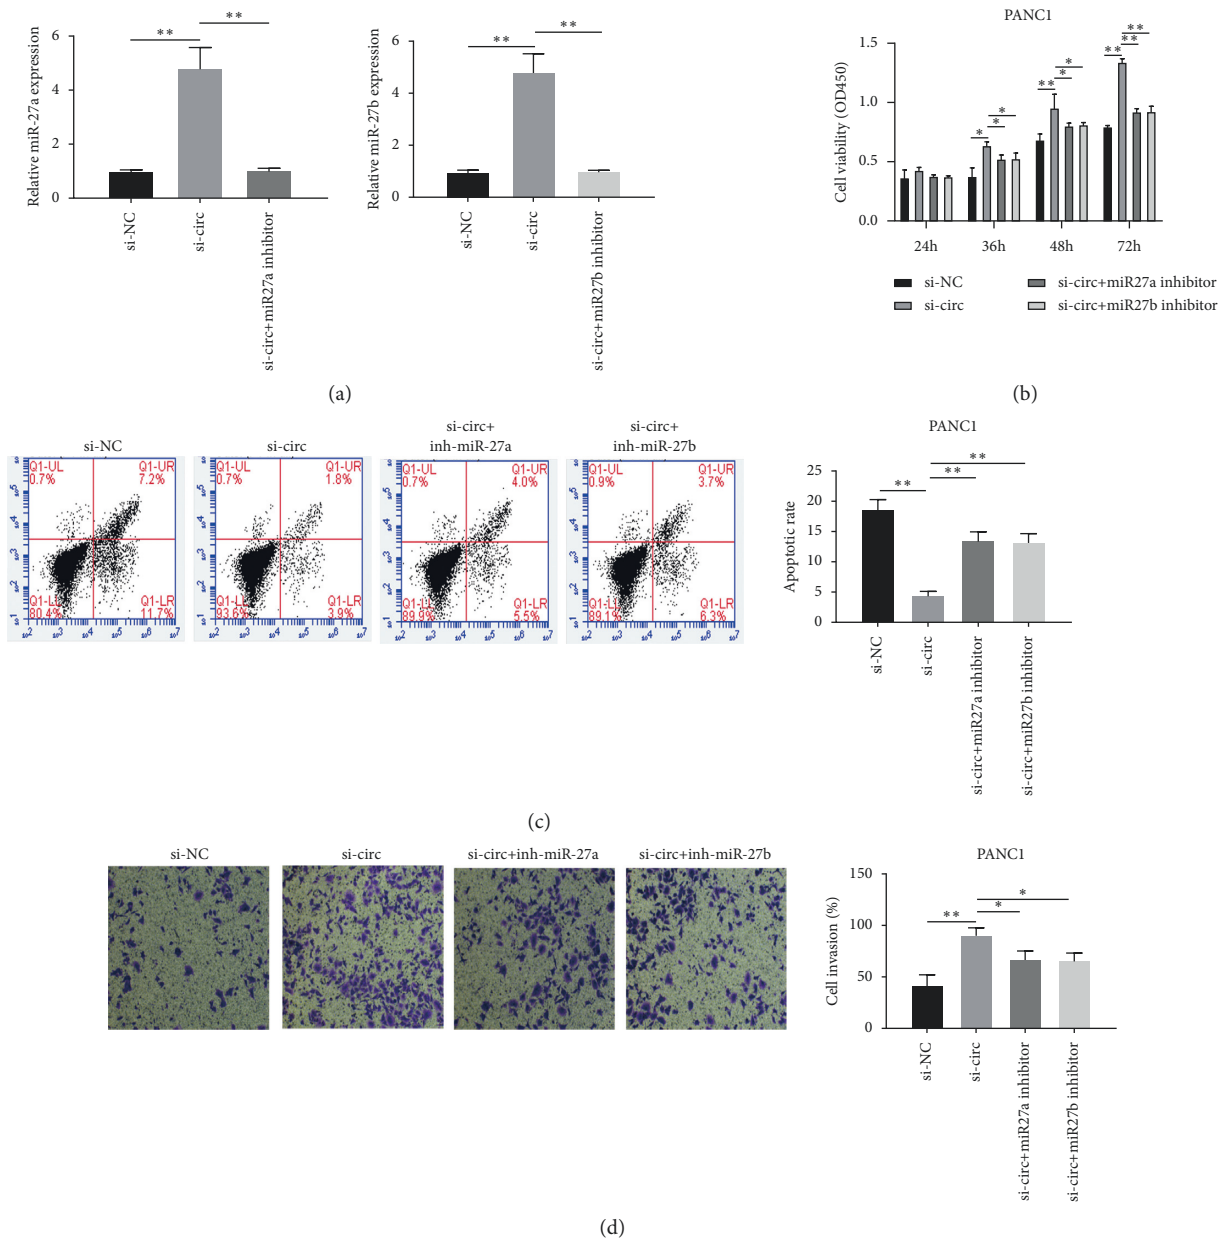 **
**
6
4
2
0
Relative miR-27a expression
si-NC
si-circ
si-circ+miR27a inhibitor
**
**
6
4
2
0
Relative miR-27b expression
si-NC
si-circ
si-circ+miR27b inhibitor
(a)
PANC1
1.5
1.0
0.5
0.0
Cell viability (OD450)
*
*
*
**
*
*
**
**
**
24h
36h
48h
72h
si-NC
si-circ
si-circ+miR27a inhibitor
si-circ+miR27b inhibitor
(b)
si-NC
Q1-UL
0.7%
Q1-UR
7.2%
Q1-LL
80.4%
Q1-LR
11.7%
si-circ
Q1-UL
0.7%
Q1-UR
1.8%
Q1-LL
93.6%
Q1-LR
3.9%
si-circ+
inh-miR-27a
Q1-UL
0.7%
Q1-UR
4.0%
89.9%
Q1-LR
5.5%
si-circ+
inh-miR-27b
Q1-UL
0.9%
Q1-UR
3.7%
89.1%
Q1-LR
6.3%
PANC1
25
20
15
10
5
0
Apoptotic rate
**
**
**
si-NC
si-circ
si-circ+miR27a inhibitor
si-circ+miR27b inhibitor
(c)
si-NC
si-circ
si-circ+inh-miR-27a
si-circ+inh-miR-27b
PANC1
150
100
50
0
Cell invasion (%)
**
*
*
si-NC
si-circ
si-circ+miR27a inhibitor
si-circ+miR27b inhibitor
(d)